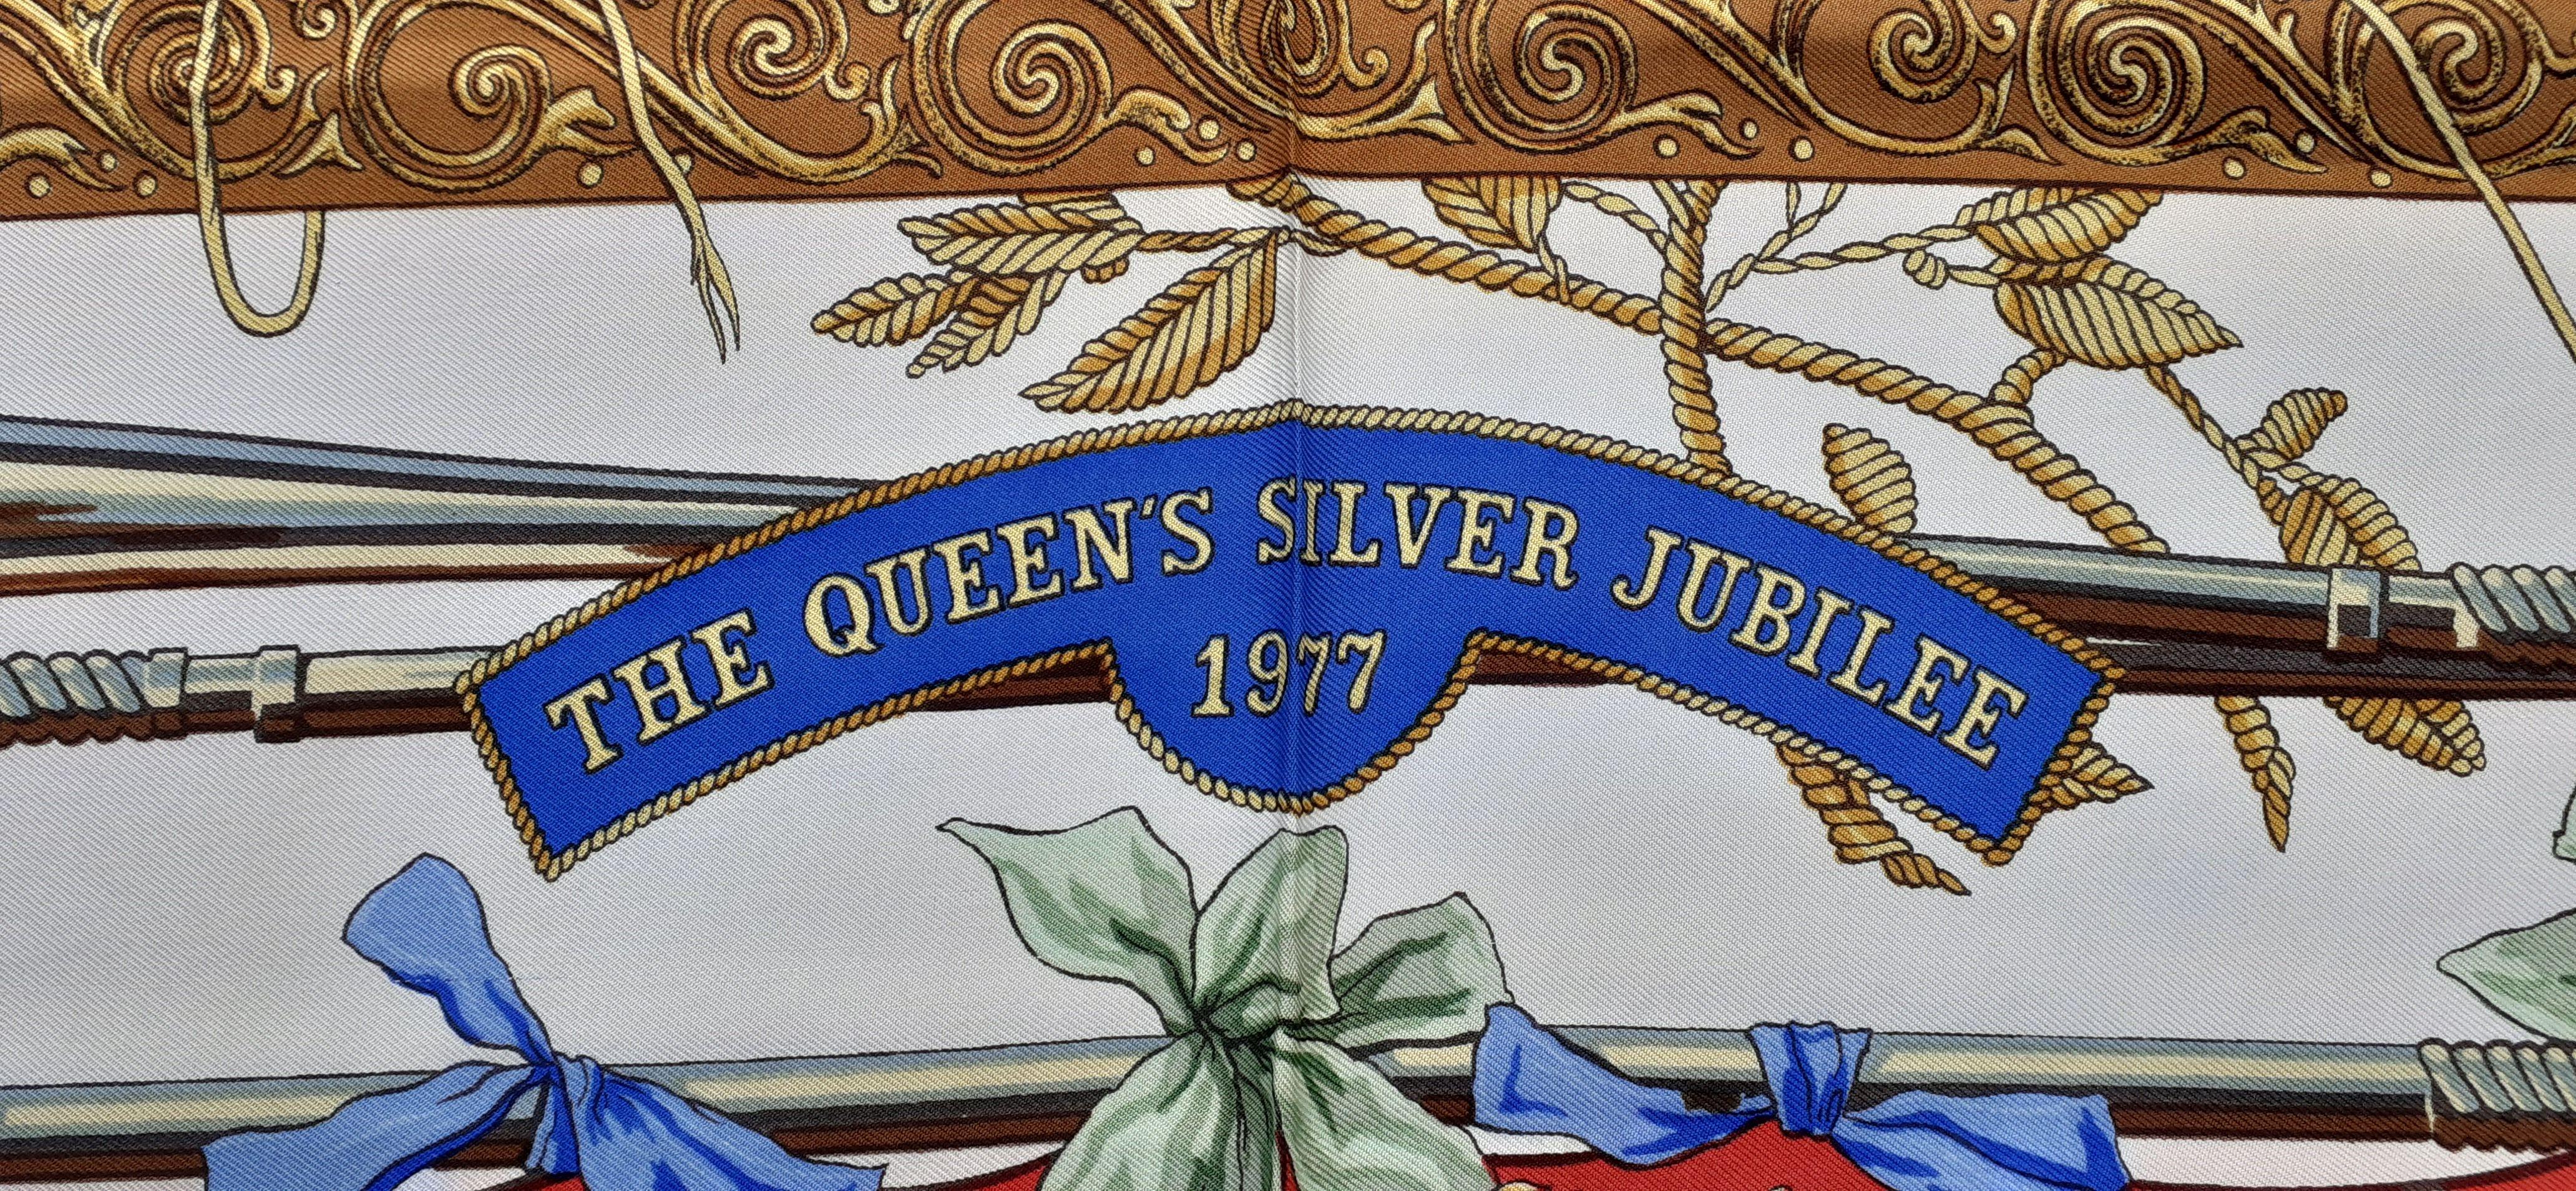 THE QUEEN'S SILVER JUBILEE
1977